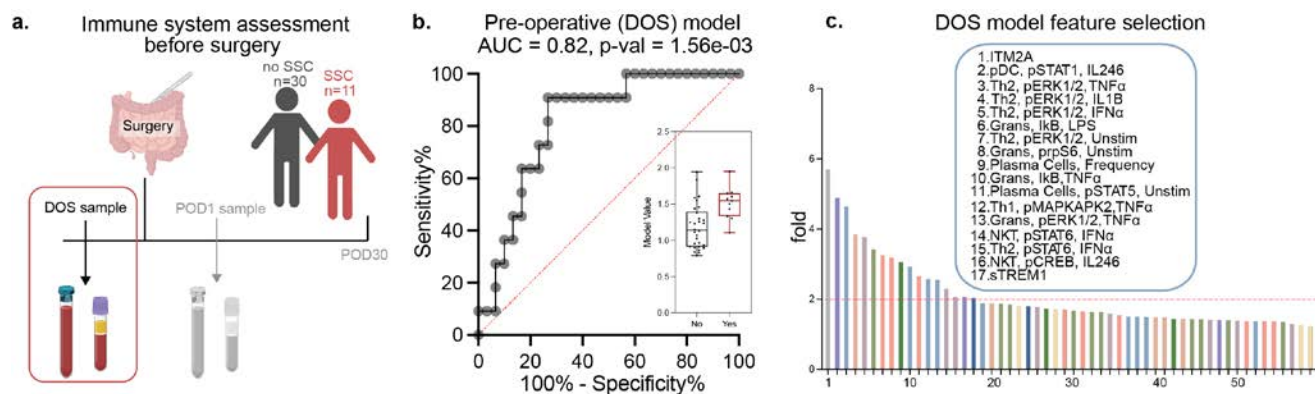 a.
Immune system assessment
before surgery
no SSC
n=30
SSC
n=11
Surgery
DOS sample
POD1 sample
POD30
b.
Pre-operative (DOS) model
AUC = 0.82, p-val = 1.56e-03
100
80
60
40
20
0
Sensitivity%
0 20 40 60 80 100
100% - Specificity%
2.5
2.0
1.5
1.0
0.5
0.0
Model Value
No Yes
c.
DOS model feature selection
1.ITM2A
2.pDC, pSTAT1, IL246
3.Th2, pERK1/2,TNFα
4.Th2, pERK1/2, IL1B
5.Th2, pERK1/2, IFNα
6.Grans, IkB, LPS
7.Th2, pERK1/2, Unstim
8.Grans, prpS6, Unstim
9.Plasma Cells, Frequency
10.Grans, IkB,TNFα
11.Plasma Cells, pSTAT5, Unstim
12.Th1, pMAPKAPK2,TNFα
13.Grans, pERK1/2,TNFα
14.NKT, pSTAT6, IFNα
15.Th2, pSTAT6, IFNα
16.NKT, pCREB, IL246
17.sTREM1
8
6
4
2
0
fold
1 10 20 30 40 50